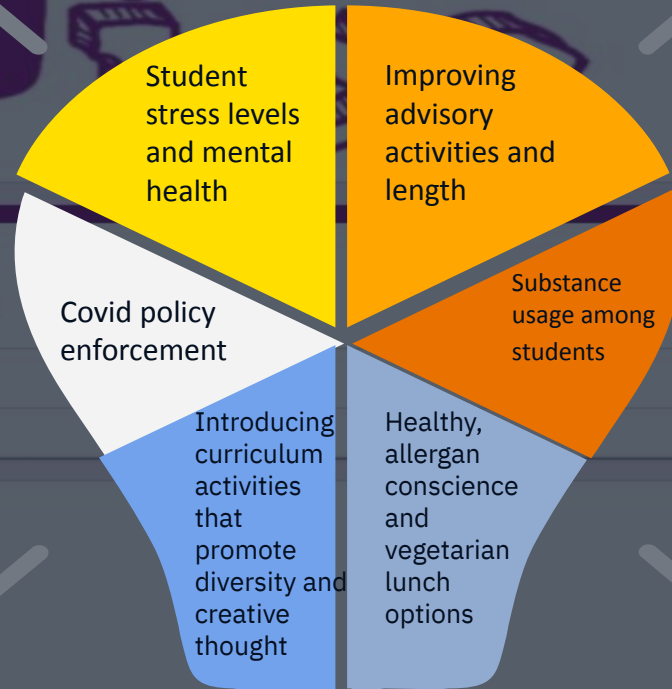 Student
stress levels
and mental
health
Improving
advisory
activities and
length
Covid policy
enforcement
Substance
usage among
students
Introducing
curriculum
activities
that
promote
diversity and
creative
thought
Healthy,
allergan
conscience
and
vegetarian
lunch
options